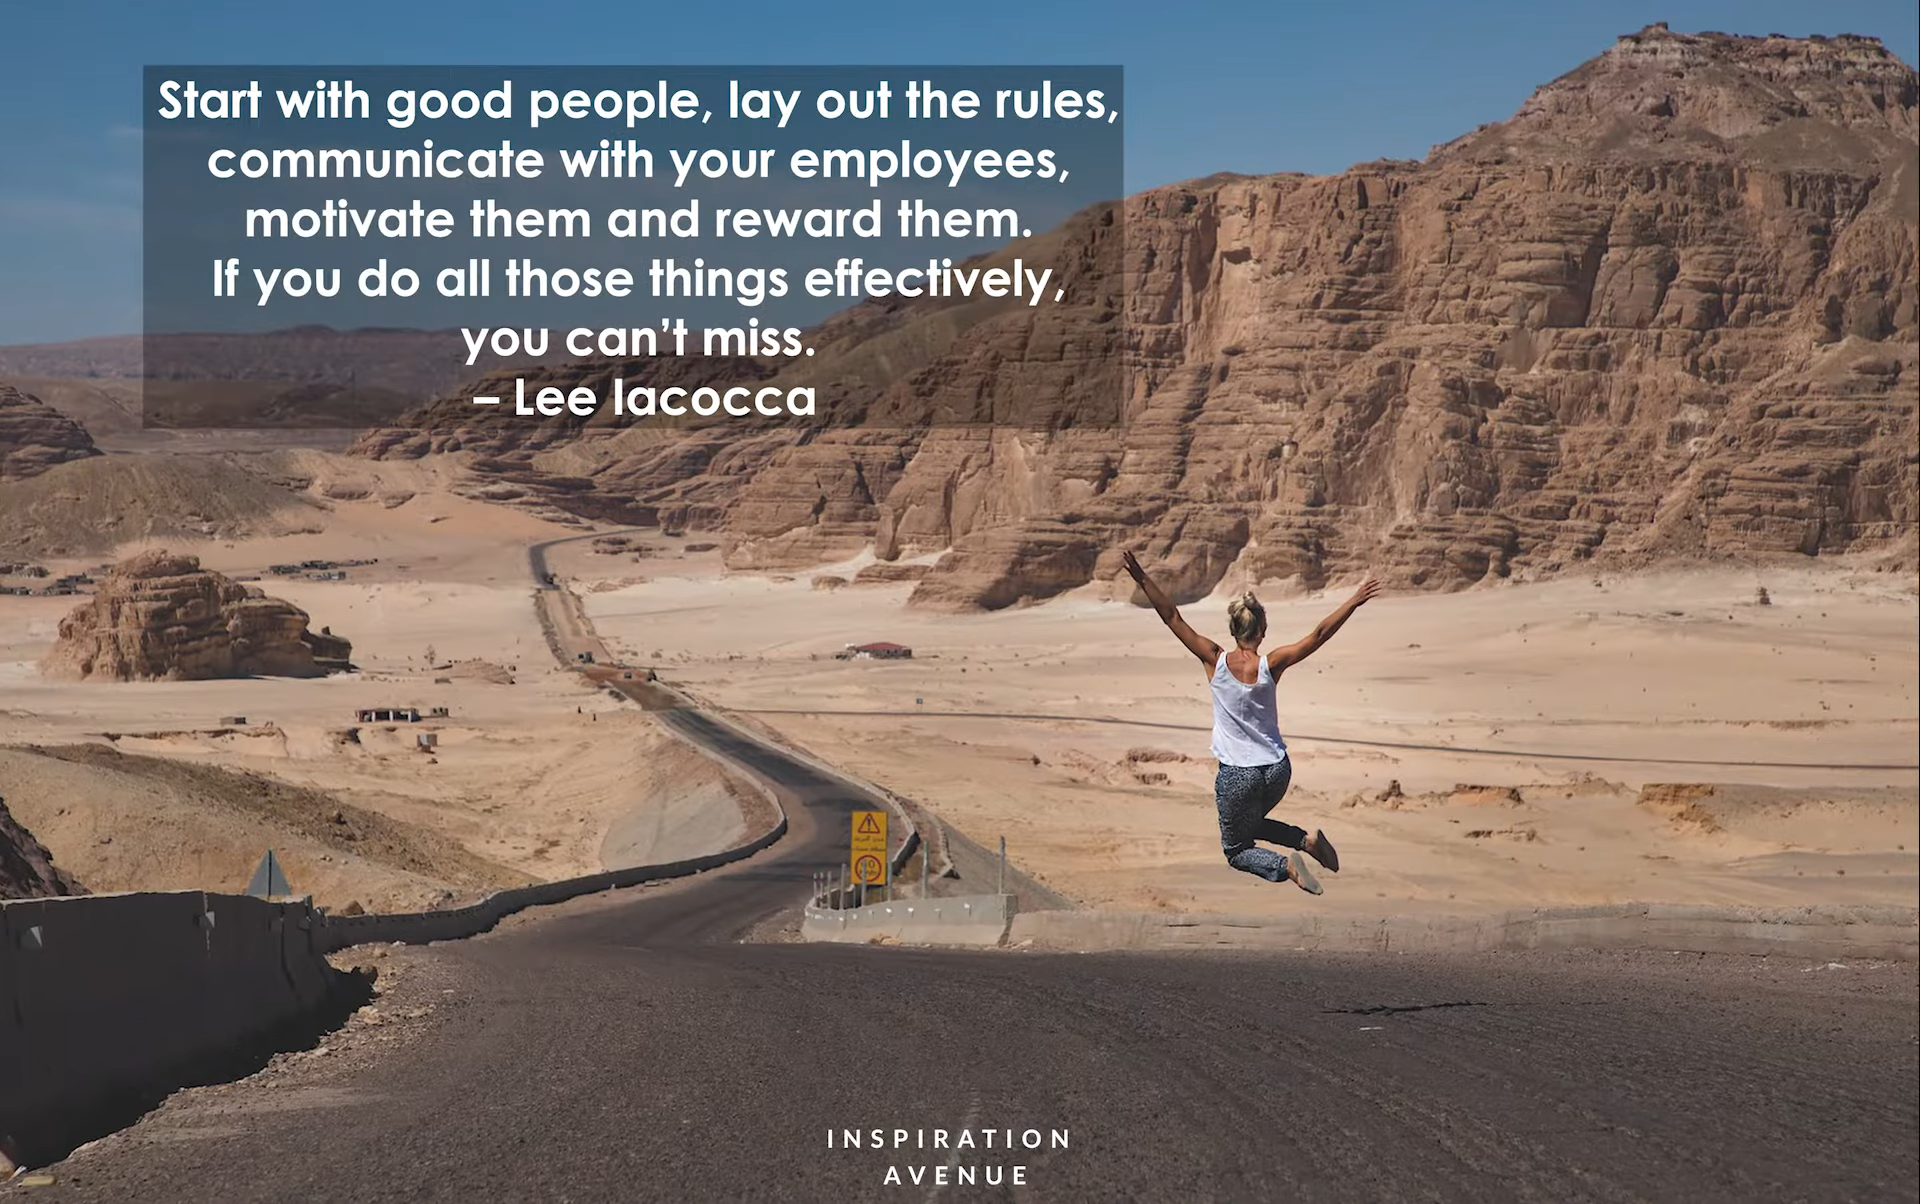 Start with good people, lay out the rules,
communicate with your employees,
motivate them and reward them.
If you do all those things effectively,
you can't miss.
– Lee Iacocca
INSPIRATION
AVENUE